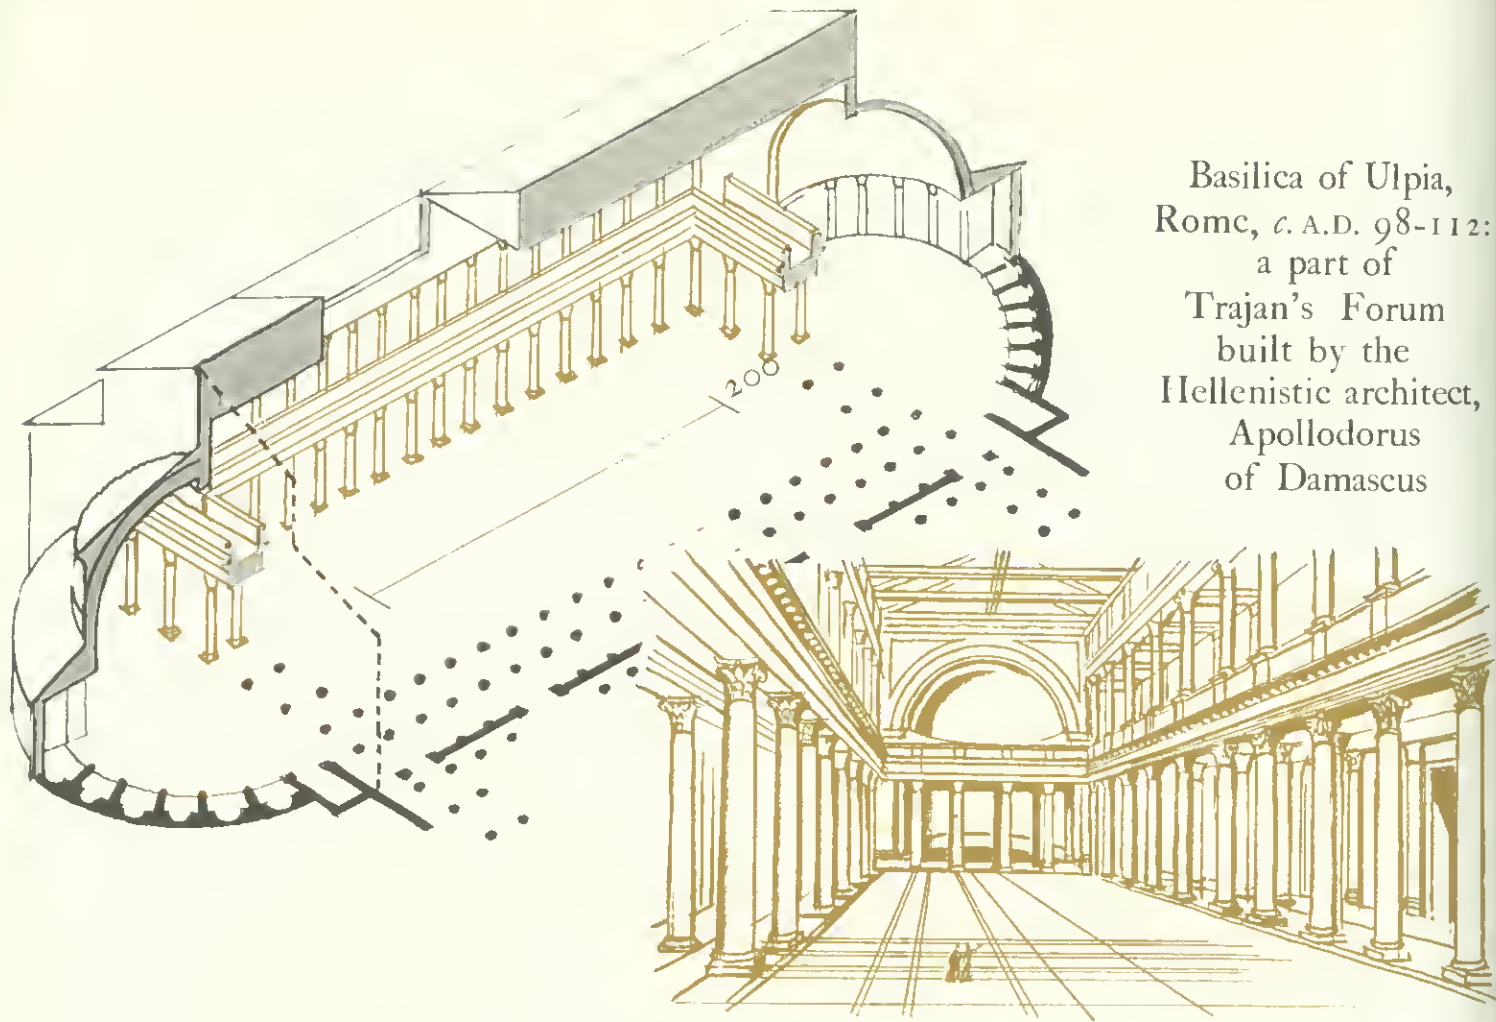 Basilica of Ulpia,
Rome, c. A.D. 98-112:
a part of
Trajan's Forum
built by the
Hellenistic architect,
Apollodorus
of Damascus
200